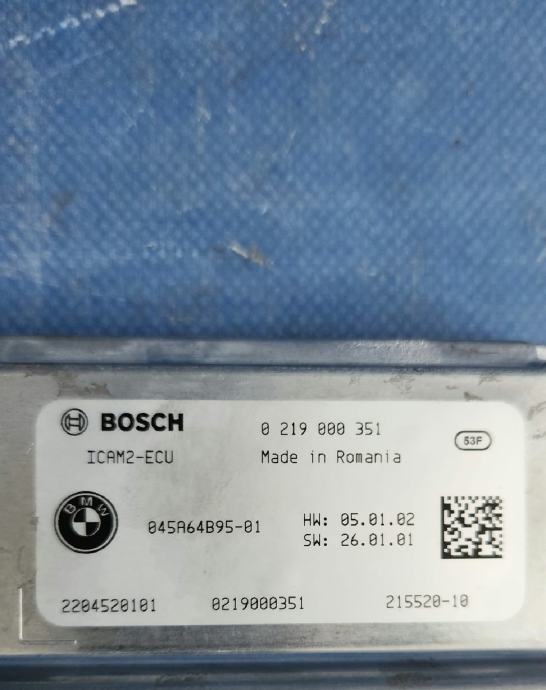 BOSCH 0 219 000 351
53F
ICAM2-ECU Made in Romania
BMW
045A64B95-01 HW: 05.01.02
SW: 26.01.01
2204520101 0219000351 215520-10